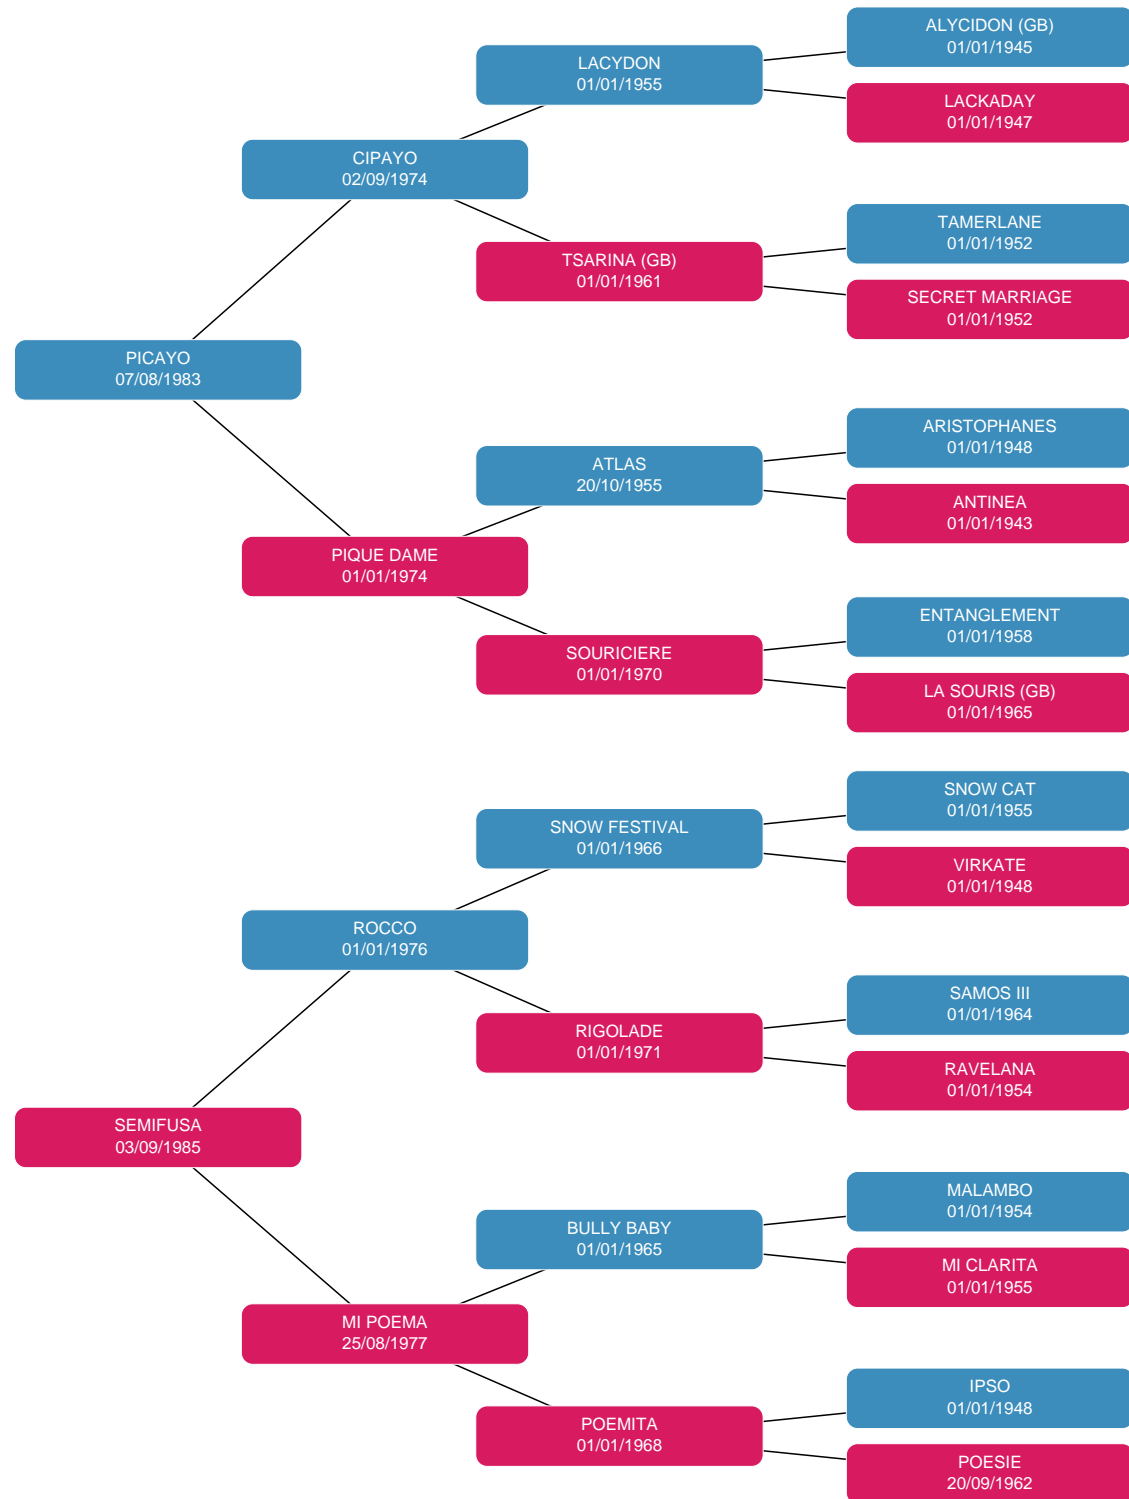 ALYCIDON (GB)
01/01/1945
LACYDON
01/01/1955
LACKADAY
01/01/1947
CIPAYO
02/09/1974
TAMERLANE
01/01/1952
TSARINA (GB)
01/01/1961
SECRET MARRIAGE
01/01/1952
PICAYO
07/08/1983
ARISTOPHANES
01/01/1948
ATLAS
20/10/1955
ANTINEA
01/01/1943
PIQUE DAME
01/01/1974
ENTANGLEMENT
01/01/1958
SOURICIERE
01/01/1970
LA SOURIS (GB)
01/01/1965
SNOW CAT
01/01/1955
SNOW FESTIVAL
01/01/1966
VIRKATE
01/01/1948
ROCCO
01/01/1976
SAMOS III
01/01/1964
RIGOLADE
01/01/1971
RAVELANA
01/01/1954
SEMIFUSA
03/09/1985
MALAMBO
01/01/1954
BULLY BABY
01/01/1965
MI CLARITA
01/01/1955
MI POEMA
25/08/1977
IPSO
01/01/1948
POEMITA
01/01/1968
POESIE
20/09/1962